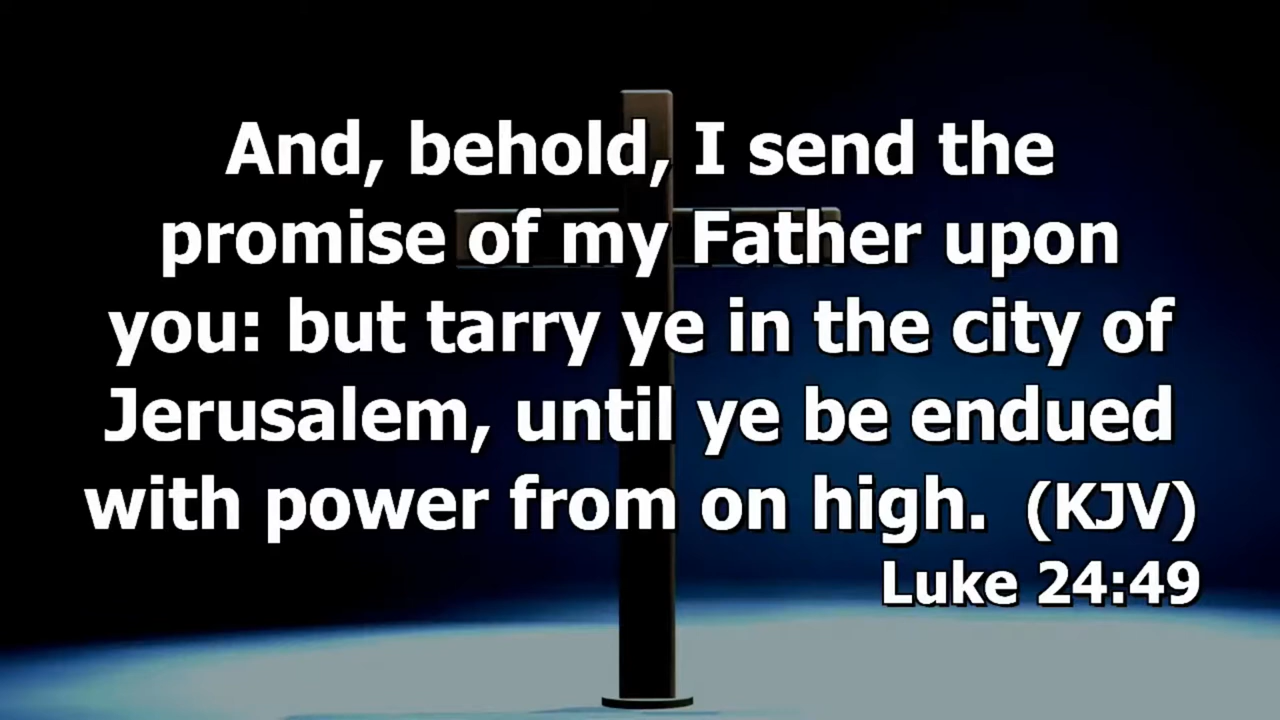 And, behold, I send the
promise of my Father upon
you: but tarry ye in the city of
Jerusalem, until ye be endued
with power from on high.  (KJV)
Luke 24:49